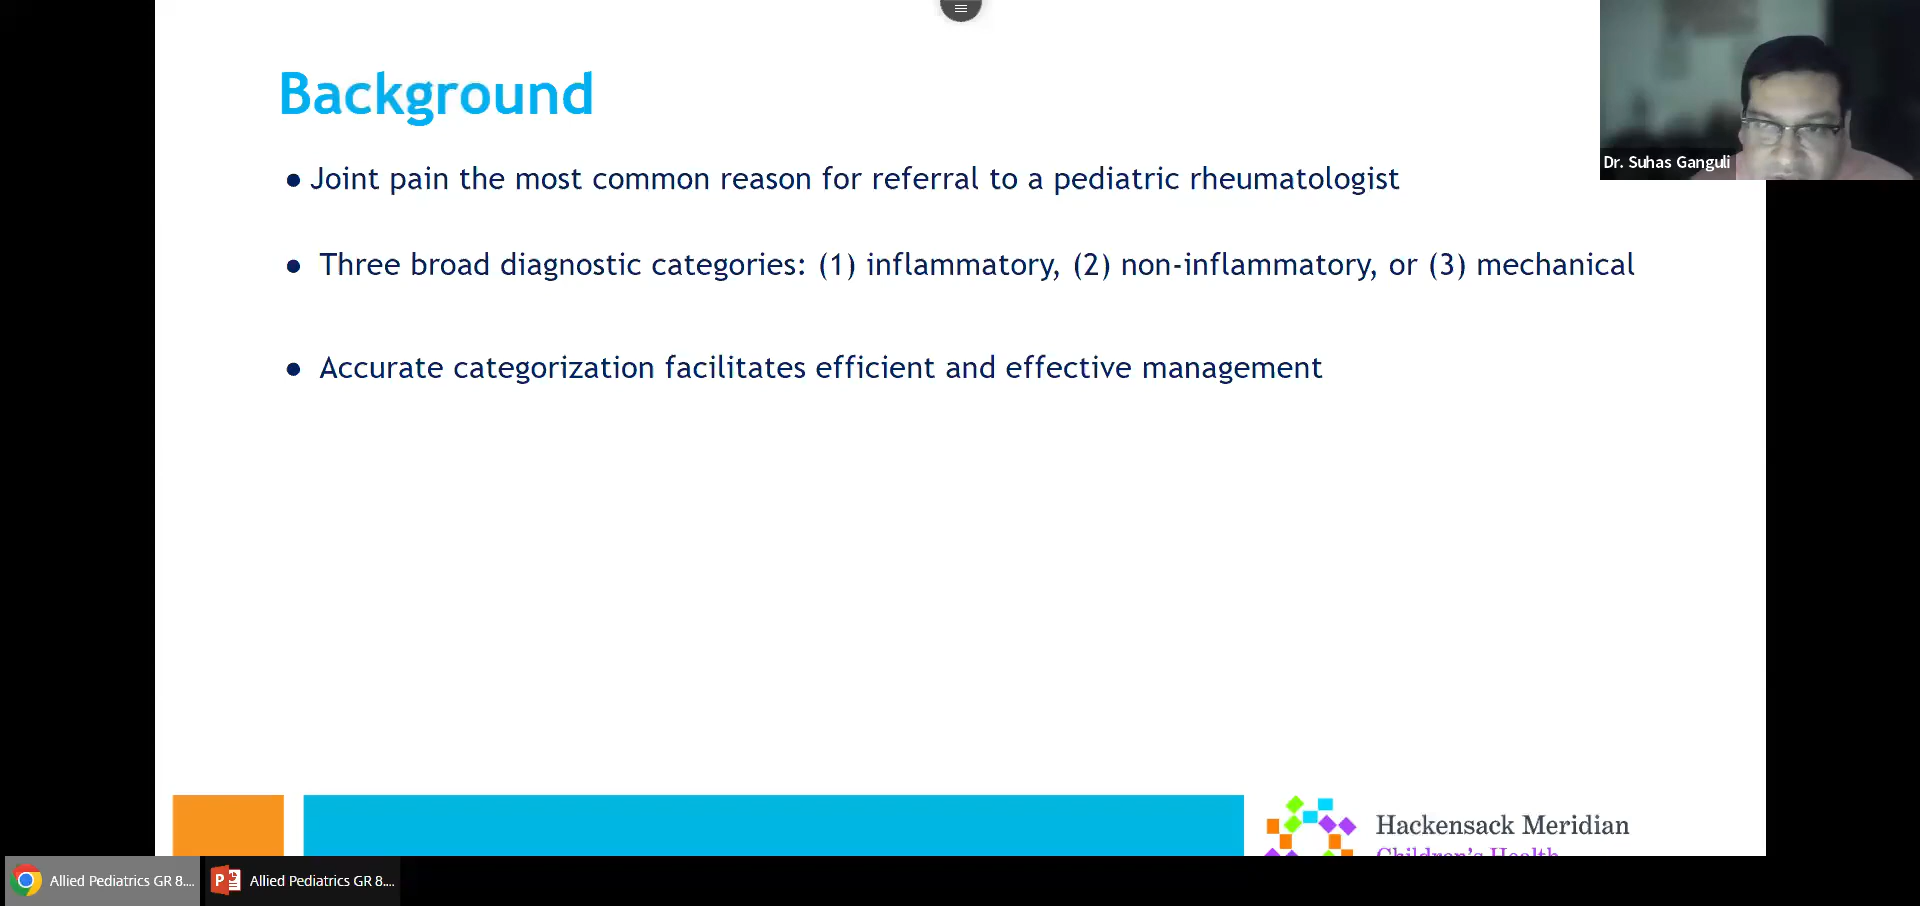 Background
Dr. Suhas Ganguli
● Joint pain the most common reason for referral to a pediatric rheumatologist
● Three broad diagnostic categories: (1) inflammatory, (2) non-inflammatory, or (3) mechanical
● Accurate categorization facilitates efficient and effective management
Hackensack Meridian
Children's Health
Allied Pediatrics GR 8....
Allied Pediatrics GR 8....